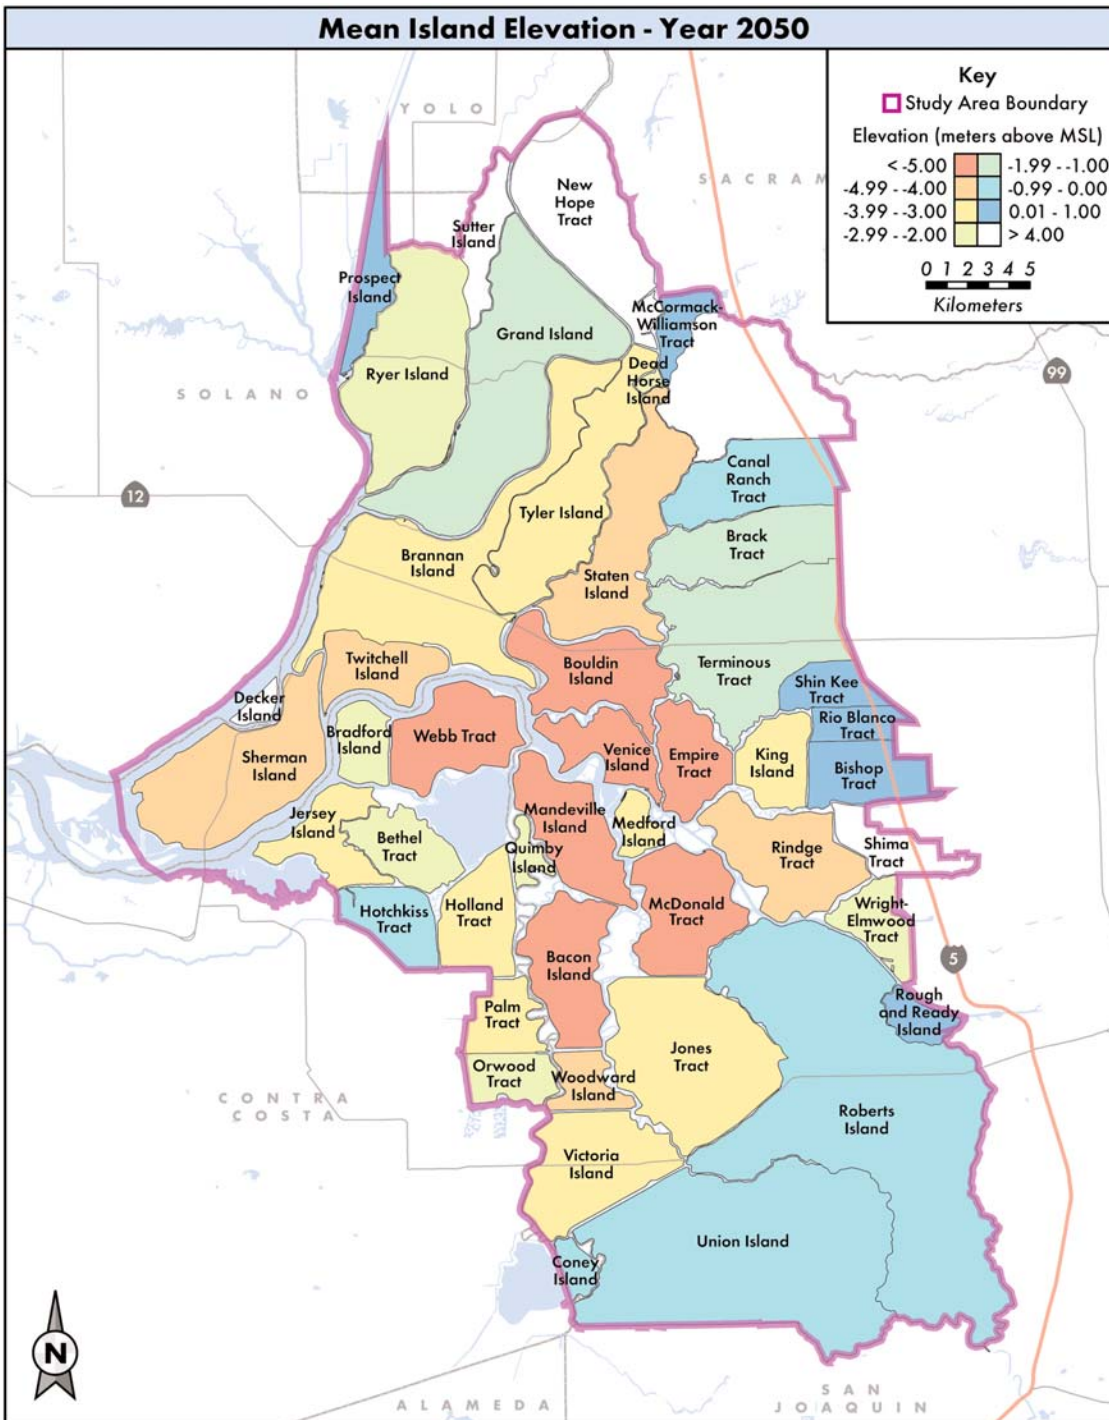 Mean Island Elevation - Year 2050
Key
Study Area Boundary
Elevation (meters above MSL)
< -5.00
-1.99 - -1.00
-4.99 - -4.00
-0.99 - 0.00
-3.99 - -3.00
0.01 - 1.00
-2.99 - -2.00
> 4.00
0 1 2 3 4 5
Kilometers
YOLO
SACRAM
New
Hope
Tract
Sutter
Island
Prospect
Island
Grand Island
McCormack-
Williamson
Tract
Ryer Island
Dead
Horse
Island
SOLANO
99
12
Canal
Ranch
Tract
Tyler Island
Brack
Tract
Brannan
Island
Staten
Island
Twitchell
Island
Bouldin
Island
Terminous
Tract
Shin Kee
Tract
Decker
Island
Rio Blanco
Tract
Bradford
Island
Webb Tract
Venice
Island
Empire
Tract
King
Island
Bishop
Tract
Sherman
Island
Jersey
Island
Mandeville
Island
Medford
Island
Bethel
Tract
Quimby
Island
Rindge
Tract
Shima
Tract
Hotchkiss
Tract
Holland
Tract
McDonald
Tract
Wright-
Elmwood
Tract
Bacon
Island
5
Palm
Tract
Rough
and Ready
Island
Jones
Tract
Orwood
Tract
Woodward
Island
CONTRA
COSTA
Roberts
Island
Victoria
Island
Union Island
Coney
Island
N
ALAMEDA
SAN
JOAQUIN